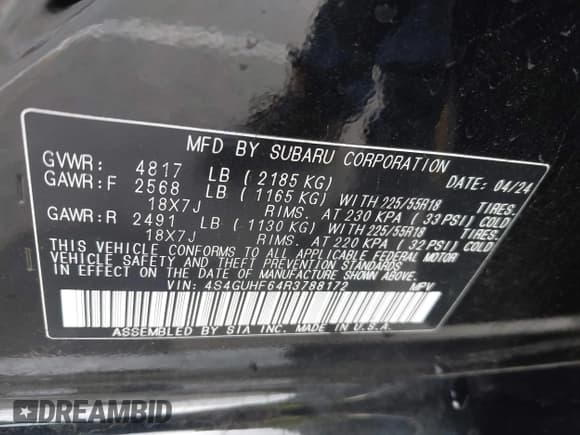 MFD BY SUBARU CORPORATION
GVWR: 4817 LB (2185 KG) DATE: 04/24
GAWR:F 2568 LB (1165 KG) WITH 225/55R18 TIRES.
18X7J RIMS. AT 230 KPA (33 PSI) COLD
GAWR:R 2491 LB (1130 KG) WITH 225/55R18 TIRES.
18X7J RIMS. AT 220 KPA (32 PSI) COLD
THIS VEHICLE CONFORMS TO ALL APPLICABLE FEDERAL MOTOR
VEHICLE SAFETY AND THEFT PREVENTION STANDARDS
IN EFFECT ON THE DATE OF MANUFACTURE SHOWN ABOVE.
VIN: 4S4GUHF64R3788172 MPV
ASSEMBLED BY SIA INC. MADE IN U.S.A.
DREAMBID